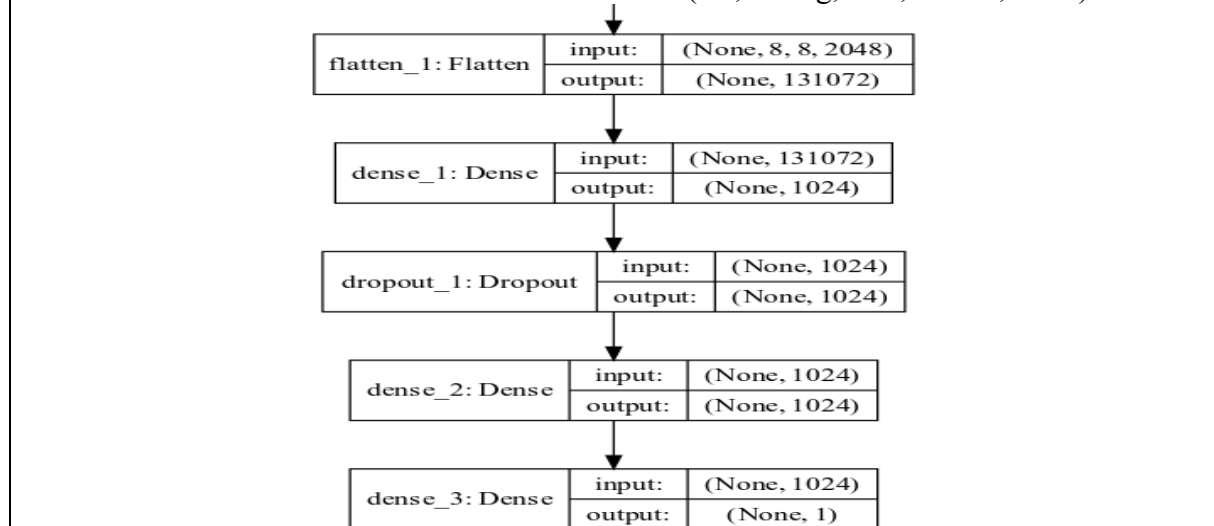 flatten_1: Flatten
input:
(None, 8, 8, 2048)
output:
(None, 131072)
dense_1: Dense
input:
(None, 131072)
output:
(None, 1024)
dropout_1: Dropout
input:
(None, 1024)
output:
(None, 1024)
dense_2: Dense
input:
(None, 1024)
output:
(None, 1024)
dense_3: Dense
input:
(None, 1024)
output:
(None, 1)